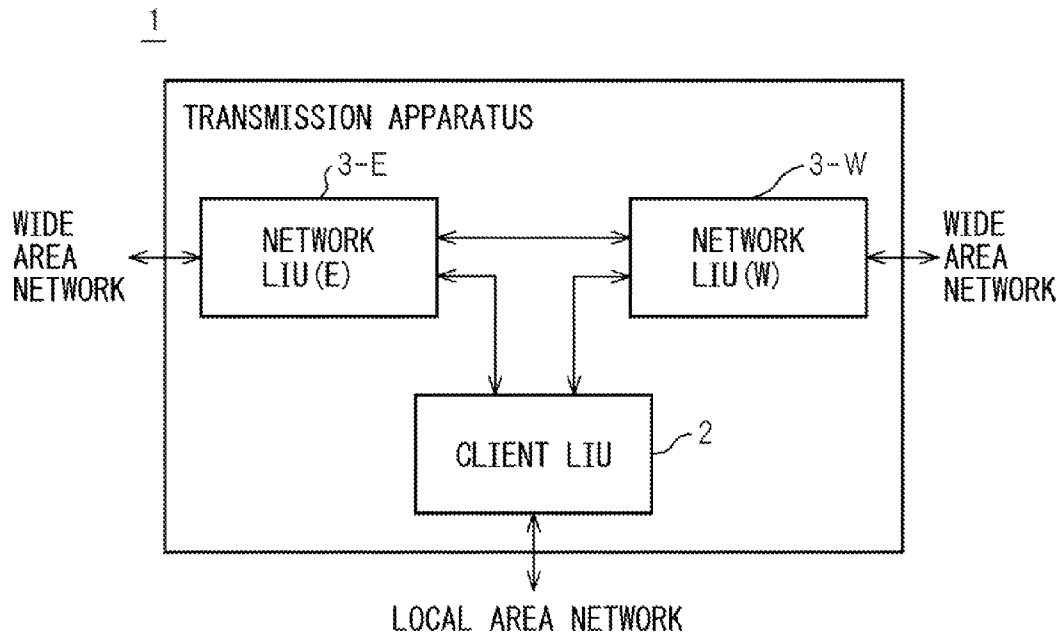 1
TRANSMISSION APPARATUS
3-E
3-W
WIDE
AREA
NETWORK
NETWORK
LIU(E)
NETWORK
LIU(W)
WIDE
AREA
NETWORK
CLIENT LIU
2
LOCAL AREA NETWORK